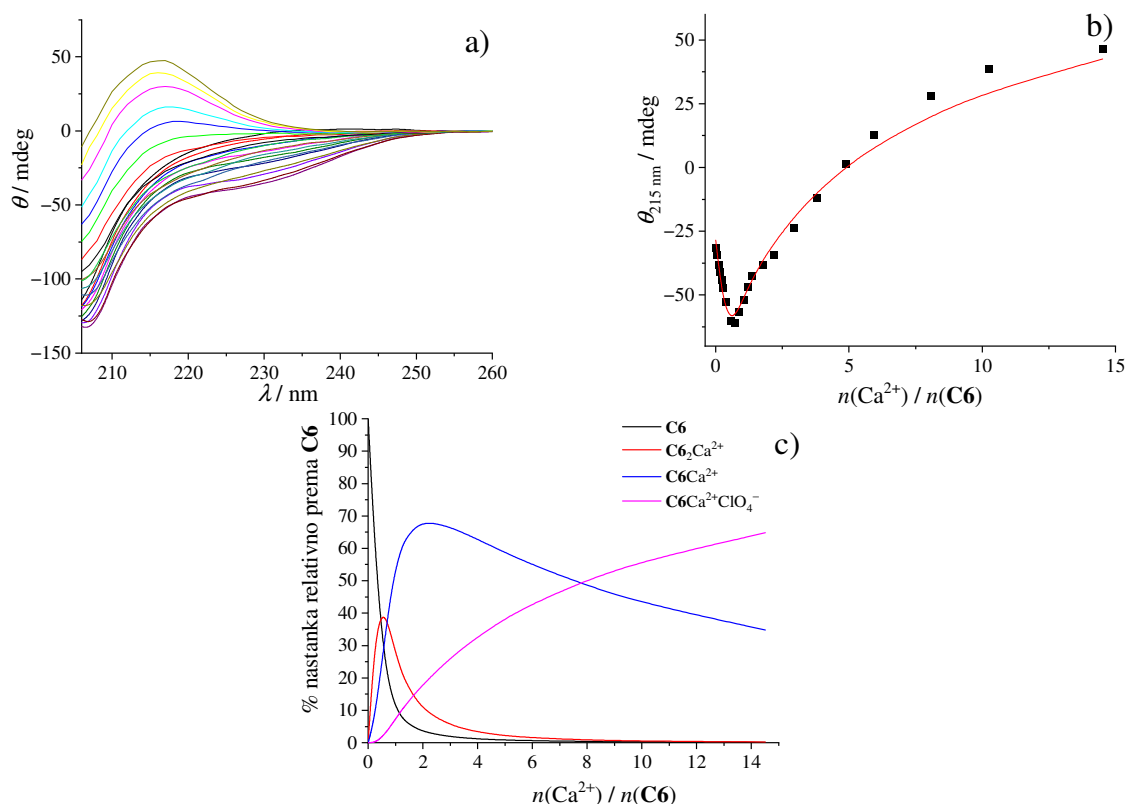 a)
θ / mdeg
50
0
−50
−100
−150
210 220 230 240 250 260
λ / nm
b)
θ215 nm / mdeg
50
25
0
−25
−50
0 5 10 15
n(Ca2+) / n(C6)
c)
% nastanka relativno prema C6
100
90
80
70
60
50
40
30
20
10
0
C6
C62Ca2+
C6Ca2+
C6Ca2+ClO4−
0 2 4 6 8 10 12 14
n(Ca2+) / n(C6)